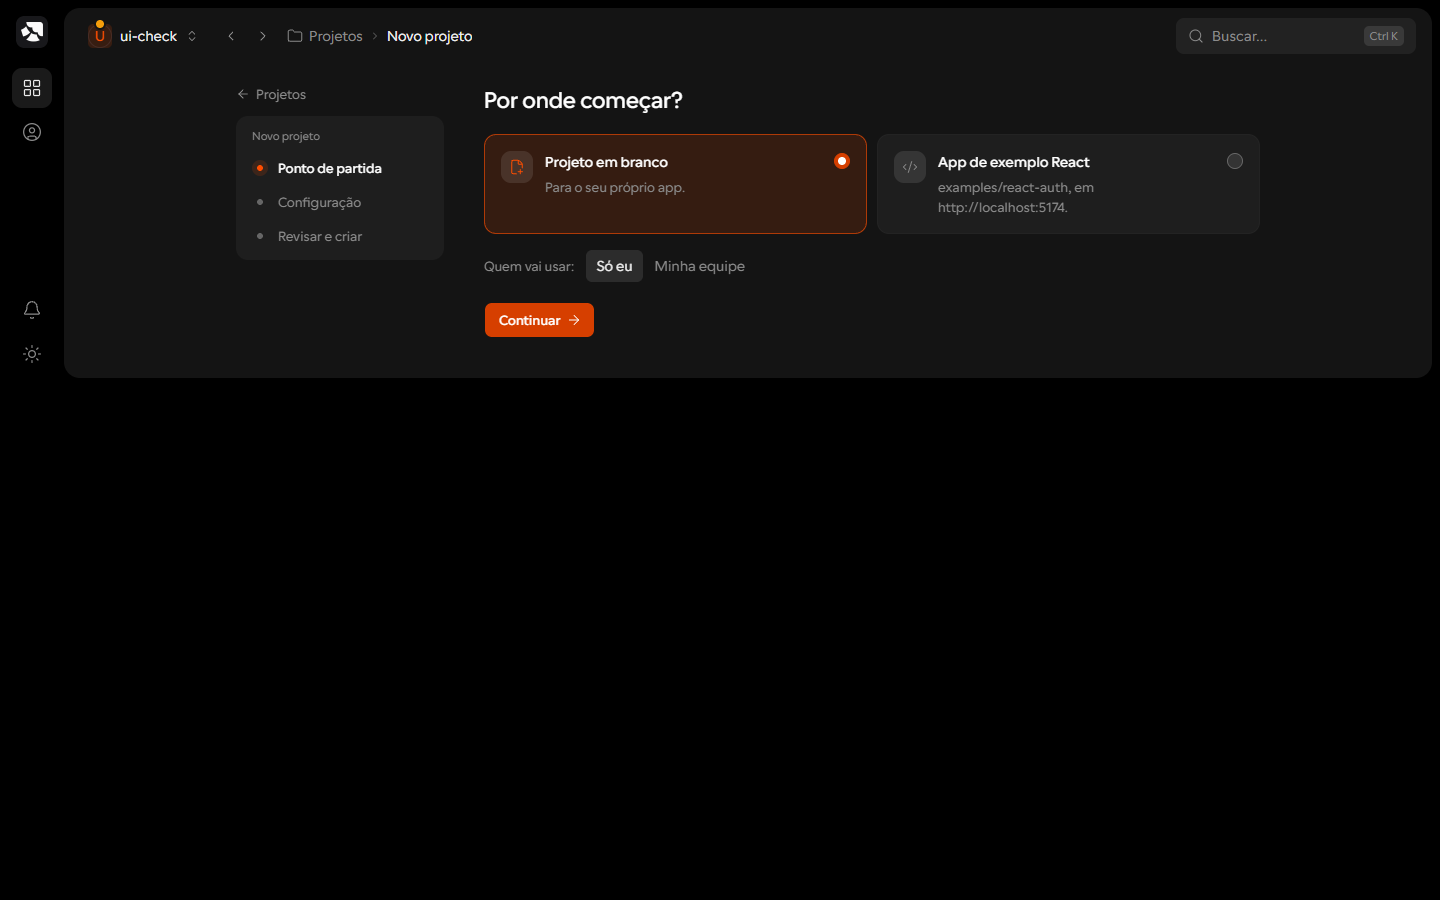 U ui-check
Projetos
Novo projeto
Buscar...
Ctrl K
Projetos
Novo projeto
Ponto de partida
Configuração
Revisar e criar
Por onde começar?
Projeto em branco
Para o seu próprio app.
App de exemplo React
examples/react-auth, em
http://localhost:5174.
Quem vai usar:
Só eu
Minha equipe
Continuar